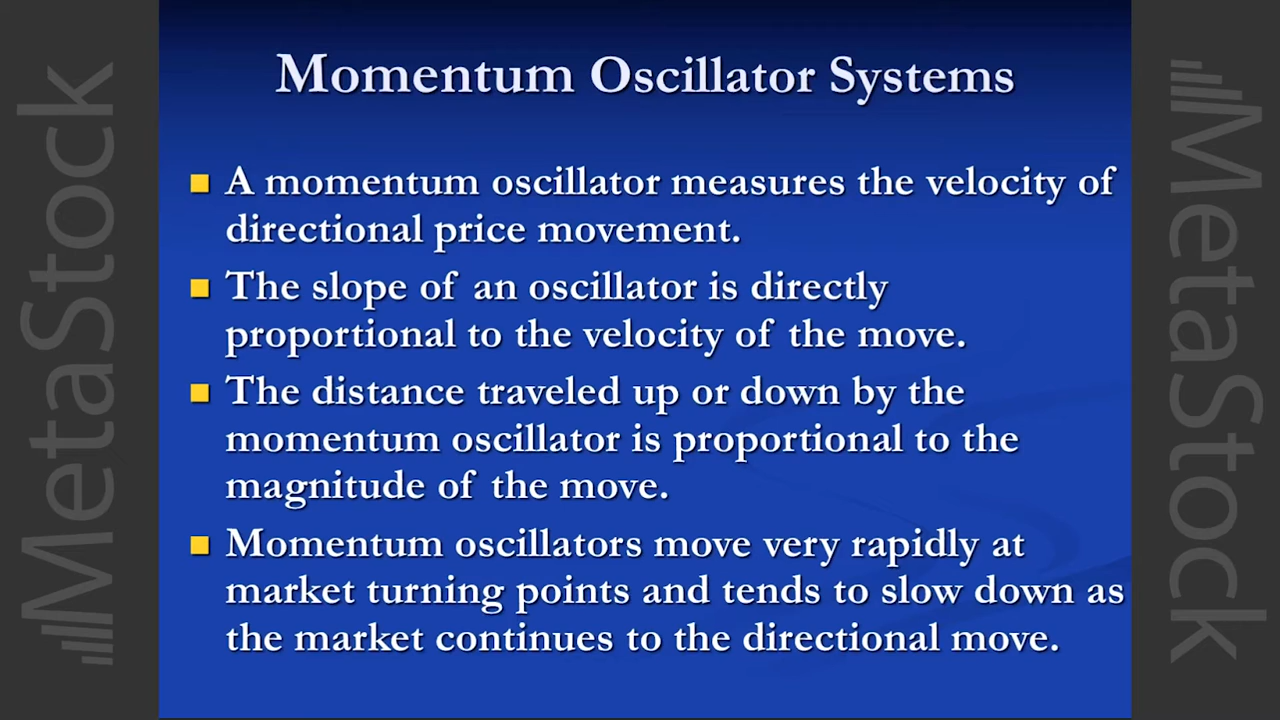 MetaStock
Momentum Oscillator Systems
A momentum oscillator measures the velocity of
directional price movement.
The slope of an oscillator is directly
proportional to the velocity of the move.
The distance traveled up or down by the
momentum oscillator is proportional to the
magnitude of the move.
Momentum oscillators move very rapidly at
market turning points and tends to slow down as
the market continues to the directional move.
MetaStock